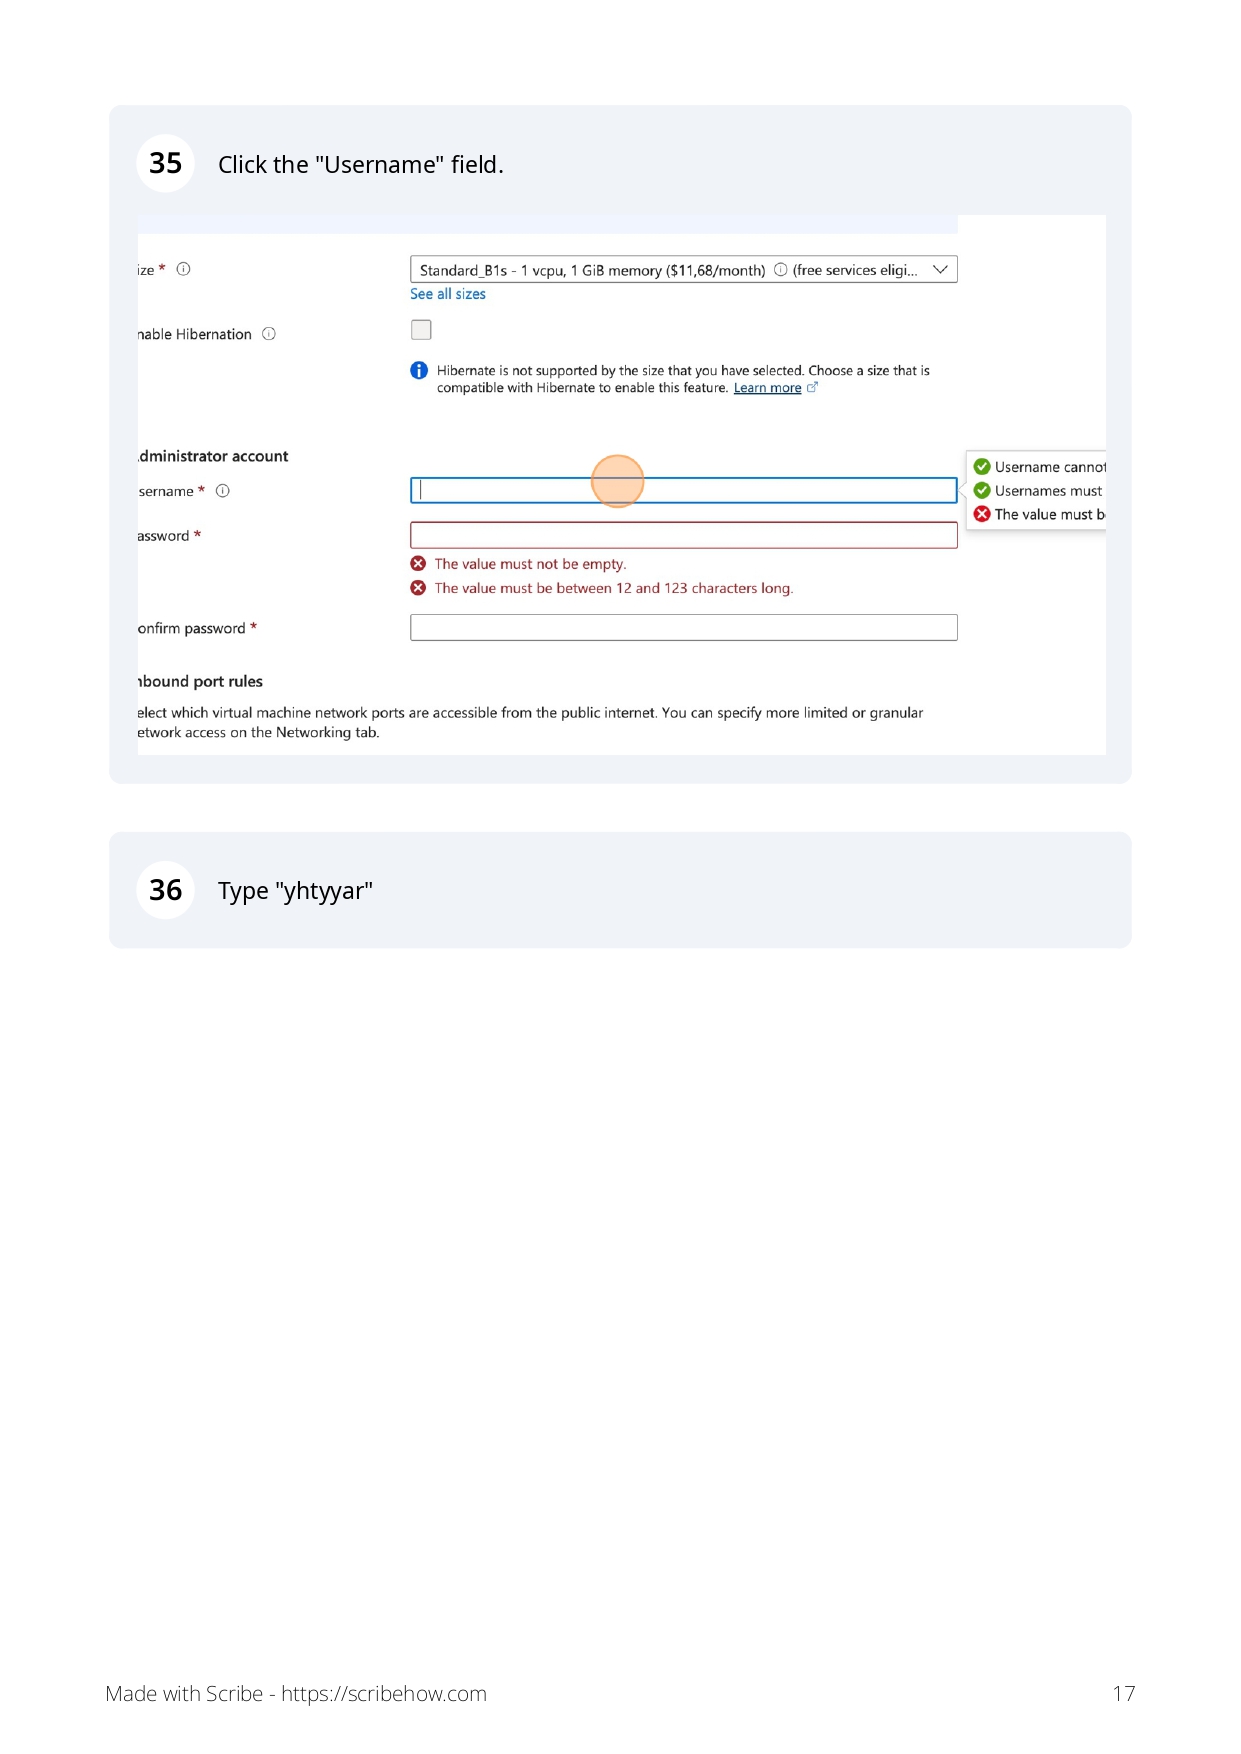 35 Click the "Username" field.
ize * Standard_B1s - 1 vcpu, 1 GiB memory ($11,68/month) (free services eligi...
See all sizes
nable Hibernation
Hibernate is not supported by the size that you have selected. Choose a size that is
compatible with Hibernate to enable this feature. Learn more
dministrator account
Username cannot
sername *
Usernames must
The value must b
assword *
The value must not be empty.
The value must be between 12 and 123 characters long.
onfirm password *
nbound port rules
elect which virtual machine network ports are accessible from the public internet. You can specify more limited or granular
etwork access on the Networking tab.
36 Type "yhtyyar"
Made with Scribe - https://scribehow.com 17